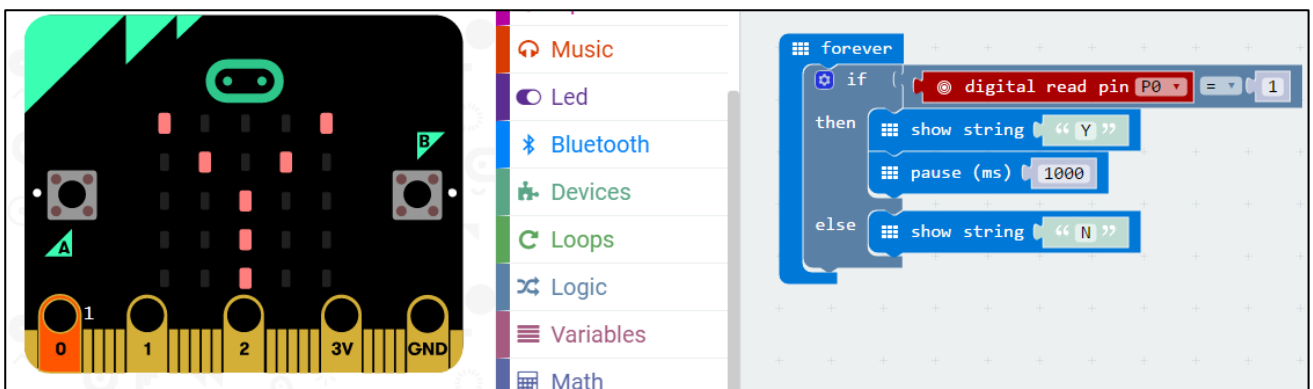 B
A
1
0 1 2 3V GND
Music
Led
Bluetooth
Devices
Loops
Logic
Variables
Math
forever
if digital read pin P0 = 1
then show string “ Y ”
pause (ms) 1000
else show string “ N ”